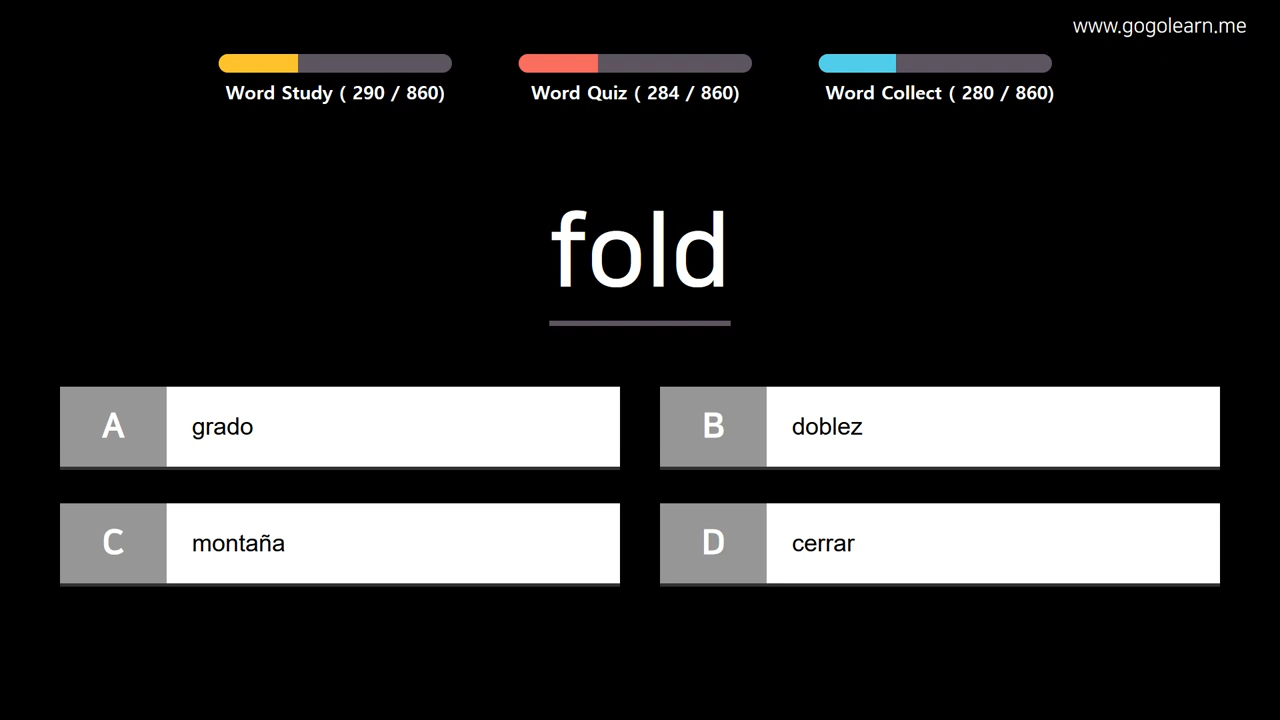 www.gogolearn.me
Word Study ( 290 / 860)
Word Quiz ( 284 / 860)
Word Collect ( 280 / 860)
fold
A grado
B doblez
C montaña
D cerrar